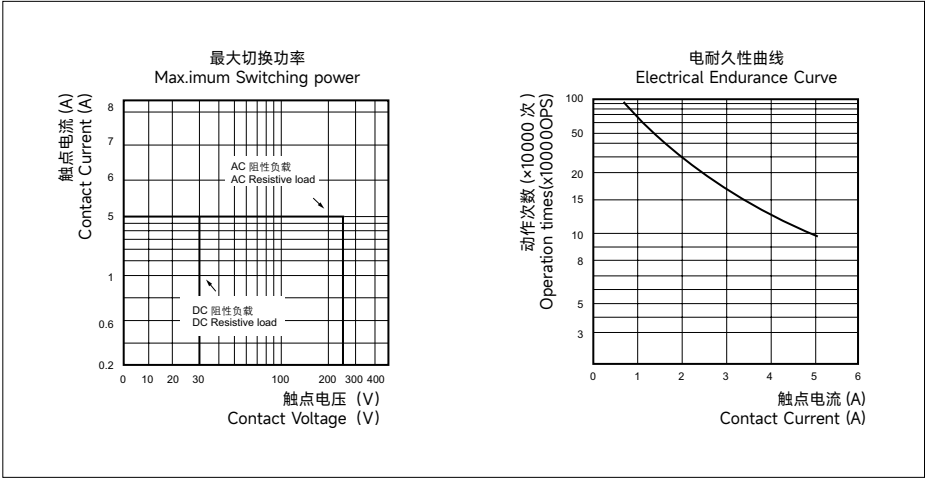 最大切换功率
Max.imum Switching power
触点电流 (A)
Contact Current (A)
8
7
6
5
1
0.6
0.2
AC 阻性负载
AC Resistive load
DC 阻性负载
DC Resistive load
0 10 20 30 100 200 300 400
触点电压 (V)
Contact Voltage (V)
电耐久性曲线
Electrical Endurance Curve
动作次数 (×10000 次)
Operation times(x10000OPS)
100
50
20
15
10
8
5
3
0 1 2 3 4 5 6
触点电流 (A)
Contact Current (A)